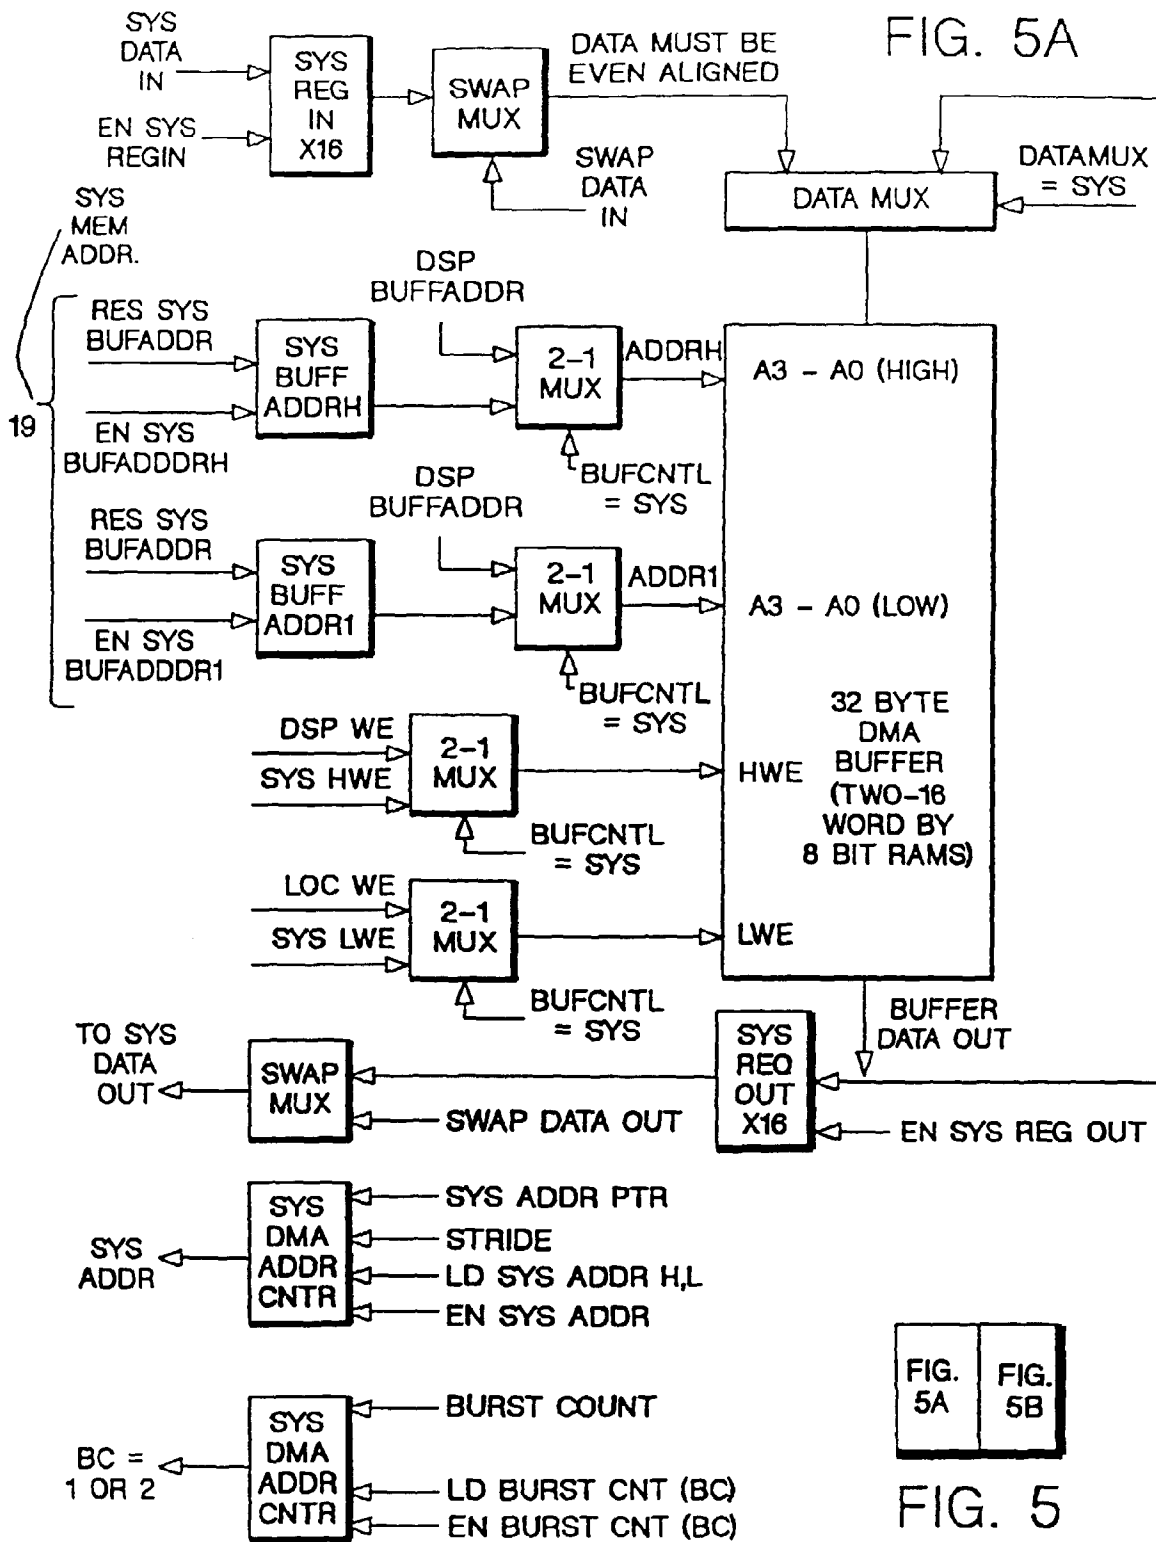 FIG. 5A
SYS
DATA
IN
EN SYS
REGIN
SYS
REG
IN
X16
SWAP
MUX
DATA MUST BE
EVEN ALIGNED
SWAP
DATA
IN
DATAMUX
= SYS
DATA MUX
SYS
MEM
ADDR.
19
RES SYS
BUFADDR
EN SYS
BUFADDDRH
SYS
BUFF
ADDRH
DSP
BUFFADDR
2-1
MUX
ADDRH
BUFCNTL
= SYS
A3 - A0 (HIGH)
RES SYS
BUFADDR
EN SYS
BUFADDDR1
SYS
BUFF
ADDR1
DSP
BUFFADDR
2-1
MUX
ADDR1
BUFCNTL
= SYS
A3 - A0 (LOW)
32 BYTE
DMA
BUFFER
(TWO-16
WORD BY
8 BIT RAMS)
DSP WE
SYS HWE
2-1
MUX
BUFCNTL
= SYS
HWE
LOC WE
SYS LWE
2-1
MUX
BUFCNTL
= SYS
LWE
BUFFER
DATA OUT
TO SYS
DATA
OUT
SWAP
MUX
SWAP DATA OUT
SYS
REQ
OUT
X16
EN SYS REG OUT
SYS
ADDR
SYS
DMA
ADDR
CNTR
SYS ADDR PTR
STRIDE
LD SYS ADDR H,L
EN SYS ADDR
BC =
1 OR 2
SYS
DMA
ADDR
CNTR
BURST COUNT
LD BURST CNT (BC)
EN BURST CNT (BC)
FIG.
5A
FIG.
5B
FIG. 5